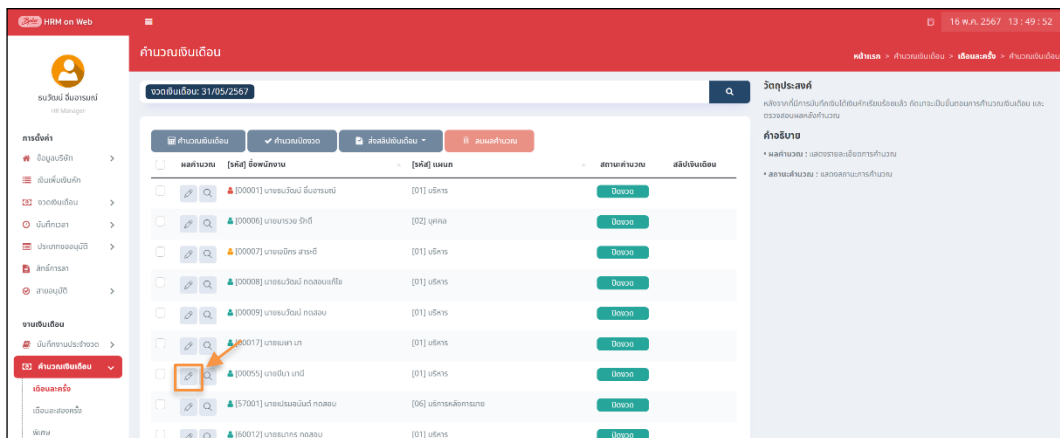 HRM on Web
16 พ.ค. 2567 13 : 49 : 52
คำนวณเงินเดือน
หน้าแรก > คำนวณเงินเดือน > เดือนละครั้ง > คำนวณเงินเดือน
ธนวัฒน์ อิ่มอารมณ์
HR Manager
การตั้งค่า
ข้อมูลบริษัท
เงินเพิ่มเงินหัก
งวดเงินเดือน
บันทึกเวลา
ประเภทขออนุมัติ
สิทธิ์การลา
สายอนุมัติ
งานเงินเดือน
บันทึกงานประจำงวด
คำนวณเงินเดือน
เดือนละครั้ง
เดือนละสองครั้ง
พิเศษ
งวดเงินเดือน: 31/05/2567
คำนวณเงินเดือน
คำนวณปิดงวด
ส่งสลิปเงินเดือน
ลบผลคำนวณ
ผลคำนวณ [รหัส] ชื่อพนักงาน [รหัส] แผนก สถานะคำนวณ สลิปเงินเดือน
[00001] นายธนวัฒน์ อิ่มอารมณ์ [01] บริหาร ปิดงวด
[00006] นายมารวย รักดี [02] บุคคล ปิดงวด
[00007] นายเอมิกร สาระดี [01] บริหาร ปิดงวด
[00008] นายธนวัฒน์ ทดสอบแก้ไข [01] บริหาร ปิดงวด
[00009] นายธนวัฒน์ ทดสอบ [01] บริหาร ปิดงวด
[00017] นายเมษา มา [01] บริหาร ปิดงวด
[00055] นายมีนา มานี [01] บริหาร ปิดงวด
[57001] นายเปรมอนันต์ ทดสอบ [06] บริการหลังการขาย ปิดงวด
[60012] นายธนากร ทดสอบ [01] บริหาร ปิดงวด
วัตถุประสงค์
หลังจากที่มีการบันทึกเงินได้เงินหักเรียบร้อยแล้ว ถัดมาจะเป็นขั้นตอนการคำนวณเงินเดือน และ
ตรวจสอบผลหลังคำนวณ
คำอธิบาย
• ผลคำนวณ : แสดงรายละเอียดการคำนวณ
• สถานะคำนวณ : แสดงสถานะการคำนวณ